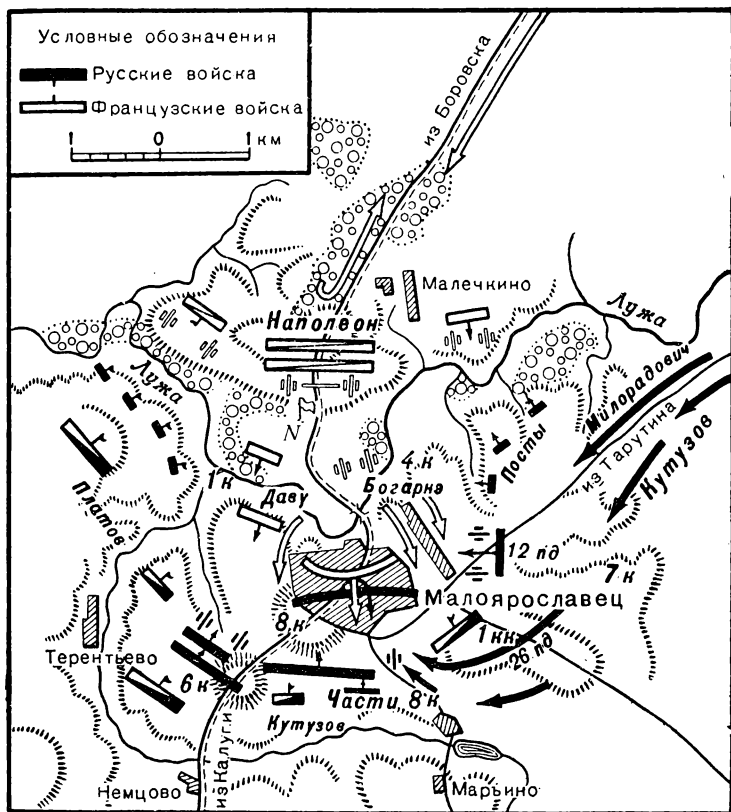 Условные обозначения
Русские войска
Французские войска
1 0 1 км
из Боровска
Малечкино
Лужа
Наполеон
Милорадович
Лужа
N
Посты
из Тарутина
Кутузов
Платов
1 к
Даву
4 к
Богарнэ
12 пд
7 к
Малоярославец
8 к
1 кк
26 пд
Терентьево
6 к
Части 8 к
Кутузов
Немцово
из Калуги
Марьино